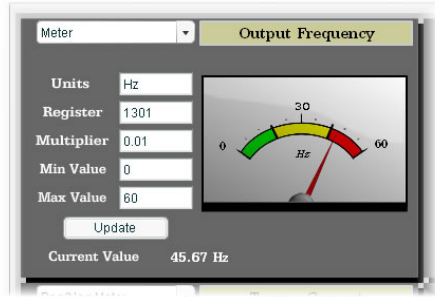 Meter
Output Frequency
Units Hz
Register 1301
Multiplier 0.01
Min Value 0
Max Value 60
Update
Current Value 45.67 Hz
0 30 60
Hz